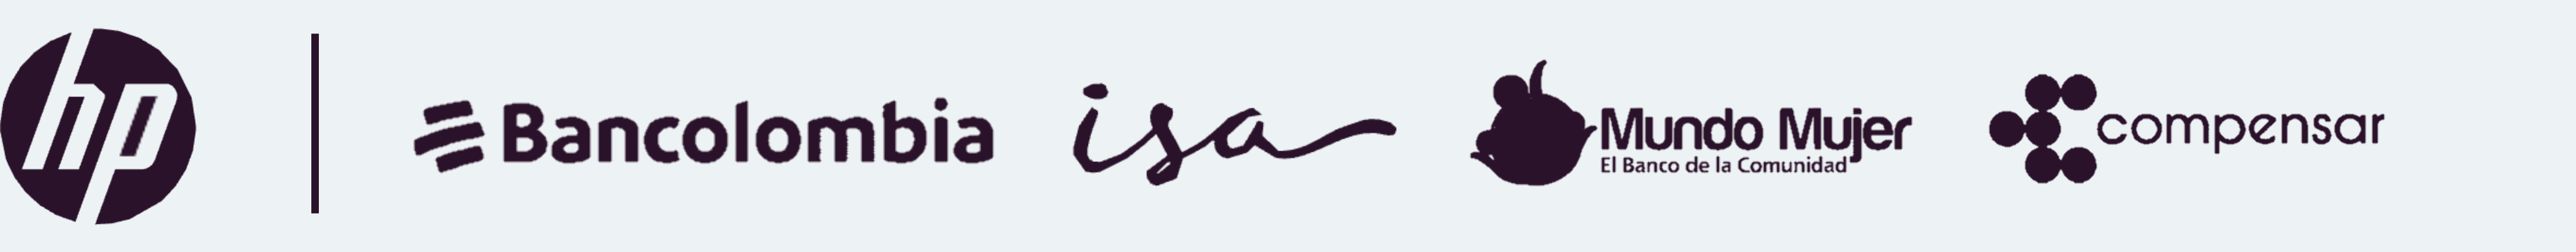 hp
Bancolombia
isa
Mundo Mujer
El Banco de la Comunidad
compensar